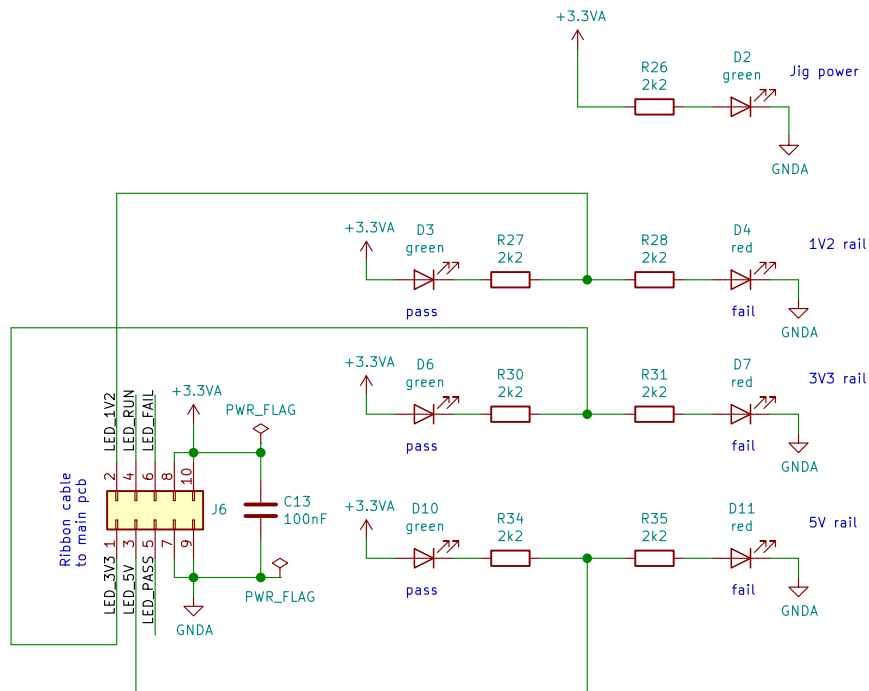 +3.3VA
R26
2k2
D2
green
Jig power
GNDA
+3.3VA
D3
green
R27
2k2
R28
2k2
D4
red
1V2 rail
pass
fail
GNDA
+3.3VA
D6
green
R30
2k2
R31
2k2
D7
red
3V3 rail
pass
fail
GNDA
LED_1V2
LED_RUN
LED_FAIL
+3.3VA
PWR_FLAG
2
4
6
8
10
Ribbon cable
to main pcb
J6
C13
100nF
1
3
5
7
9
LED_3V3
LED_5V
LED_PASS
PWR_FLAG
GNDA
+3.3VA
D10
green
R34
2k2
R35
2k2
D11
red
5V rail
pass
fail
GNDA